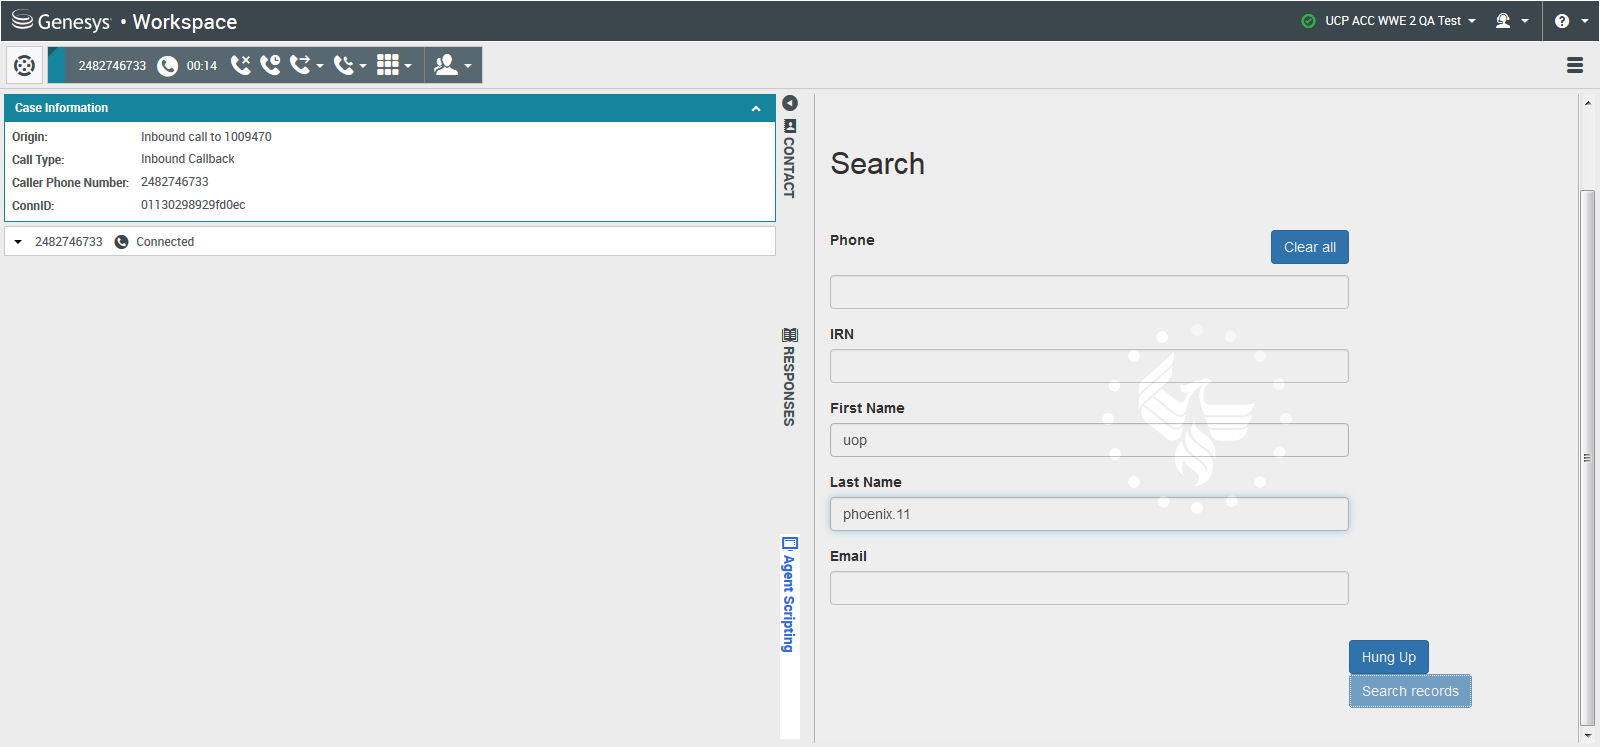 Genesys • Workspace
UCP ACC WWE 2 QA Test
2482746733 00:14
Case Information
Origin: Inbound call to 1009470
Call Type: Inbound Callback
Caller Phone Number: 2482746733
ConnID: 01130298929fd0ec
2482746733 Connected
CONTACT
RESPONSES
Agent Scripting
Search
Phone
Clear all
IRN
First Name
uop
Last Name
phoenix.11
Email
Hung Up
Search records